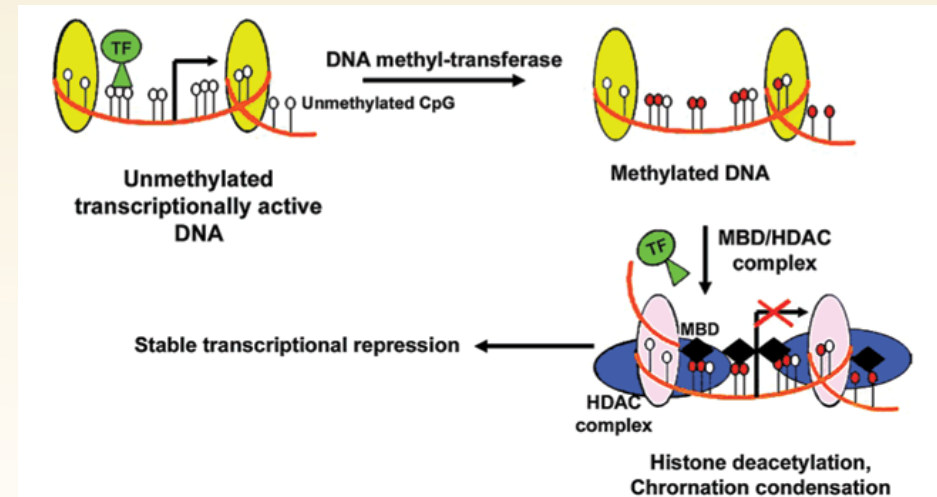 TF
DNA methyl-transferase
Unmethylated CpG
Unmethylated
transcriptionally active
DNA
Methylated DNA
TF
MBD/HDAC
complex
MBD
Stable transcriptional repression
HDAC
complex
Histone deacetylation,
Chrornation condensation